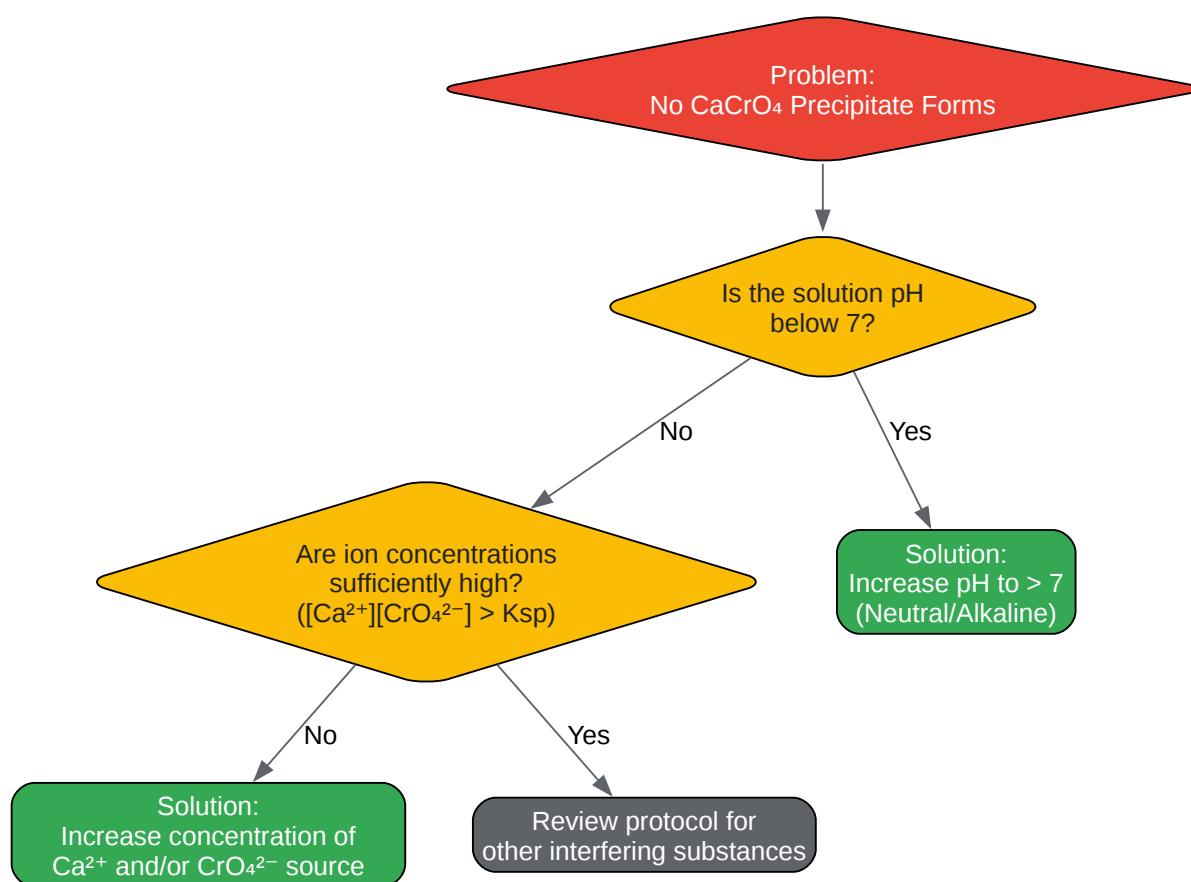 Problem:
No CaCrO₄ Precipitate Forms
Is the solution pH
below 7?
No
Yes
Are ion concentrations
sufficiently high?
([Ca²⁺][CrO₄²⁻] > Ksp)
Solution:
Increase pH to > 7
(Neutral/Alkaline)
No
Yes
Solution:
Increase concentration of
Ca²⁺ and/or CrO₄²⁻ source
Review protocol for
other interfering substances